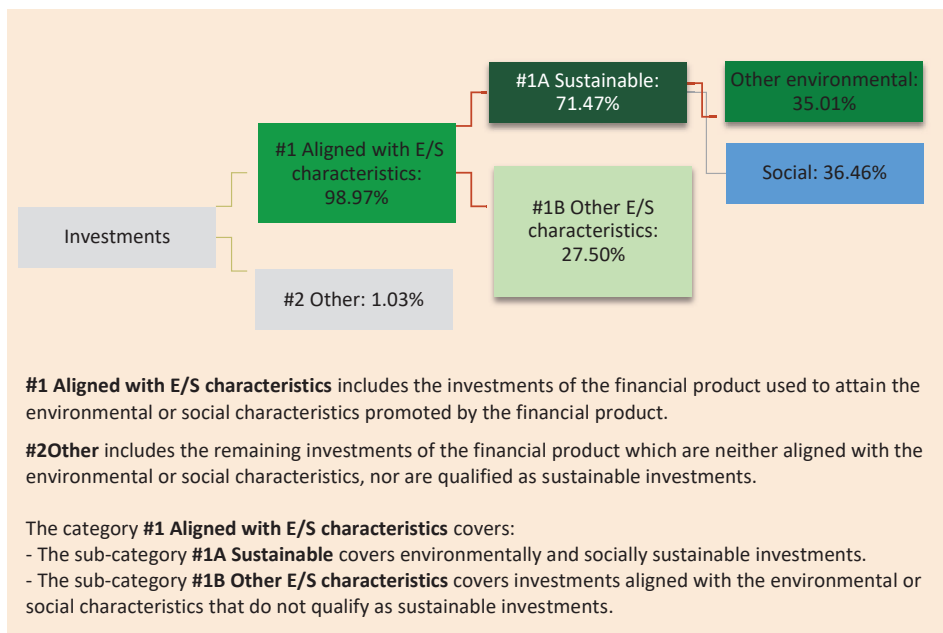 #1A Sustainable:
71.47%
Other environmental:
35.01%
#1 Aligned with E/S
characteristics:
98.97%
Social: 36.46%
#1B Other E/S
characteristics:
27.50%
Investments
#2 Other: 1.03%
#1 Aligned with E/S characteristics includes the investments of the financial product used to attain the
environmental or social characteristics promoted by the financial product.
#2Other includes the remaining investments of the financial product which are neither aligned with the
environmental or social characteristics, nor are qualified as sustainable investments.
The category #1 Aligned with E/S characteristics covers:
- The sub-category #1A Sustainable covers environmentally and socially sustainable investments.
- The sub-category #1B Other E/S characteristics covers investments aligned with the environmental or
social characteristics that do not qualify as sustainable investments.